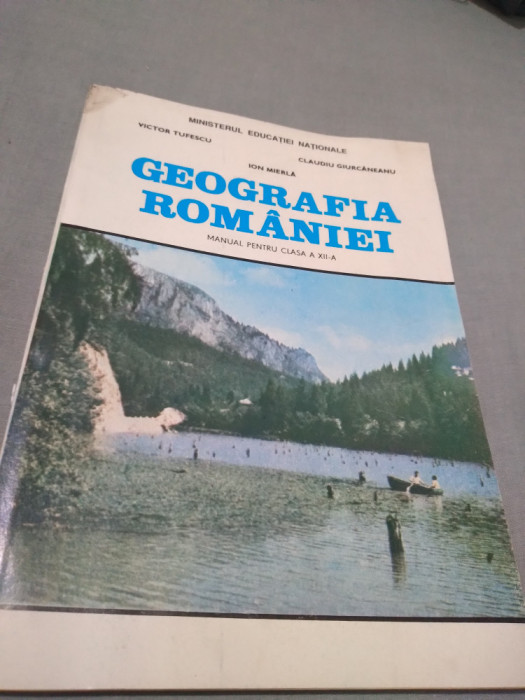 MINISTERUL EDUCAȚIEI NAȚIONALE
VICTOR TUFESCU
CLAUDIU GIURCĂNEANU
ION MIERLĂ
GEOGRAFIA
ROMÂNIEI
MANUAL PENTRU CLASA A XII-A